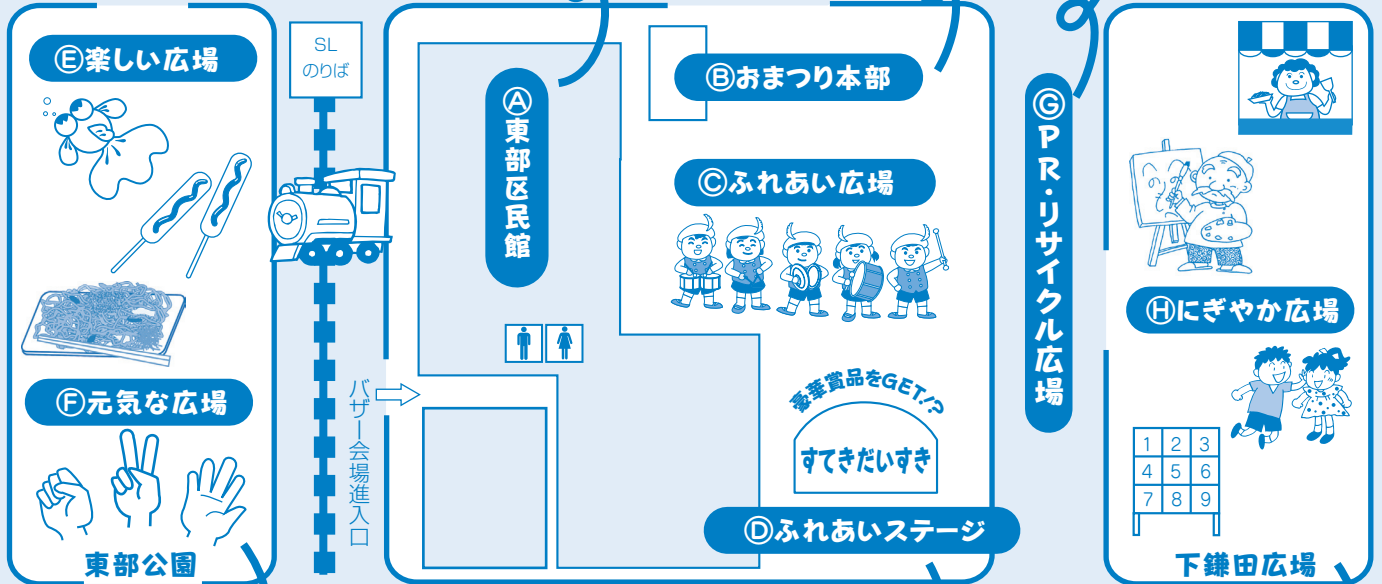 Ⓔ楽しい広場
Ⓕ元気な広場
東部公園
SL
のりば
バザー会場進入口
Ⓐ東部区民館
Ⓑおまつり本部
Ⓒふれあい広場
豪華賞品をGET!?
すてきだいすき
Ⓓふれあいステージ
ⒼPR・リサイクル広場
Ⓗにぎやか広場
1 2 3
4 5 6
7 8 9
下鎌田広場